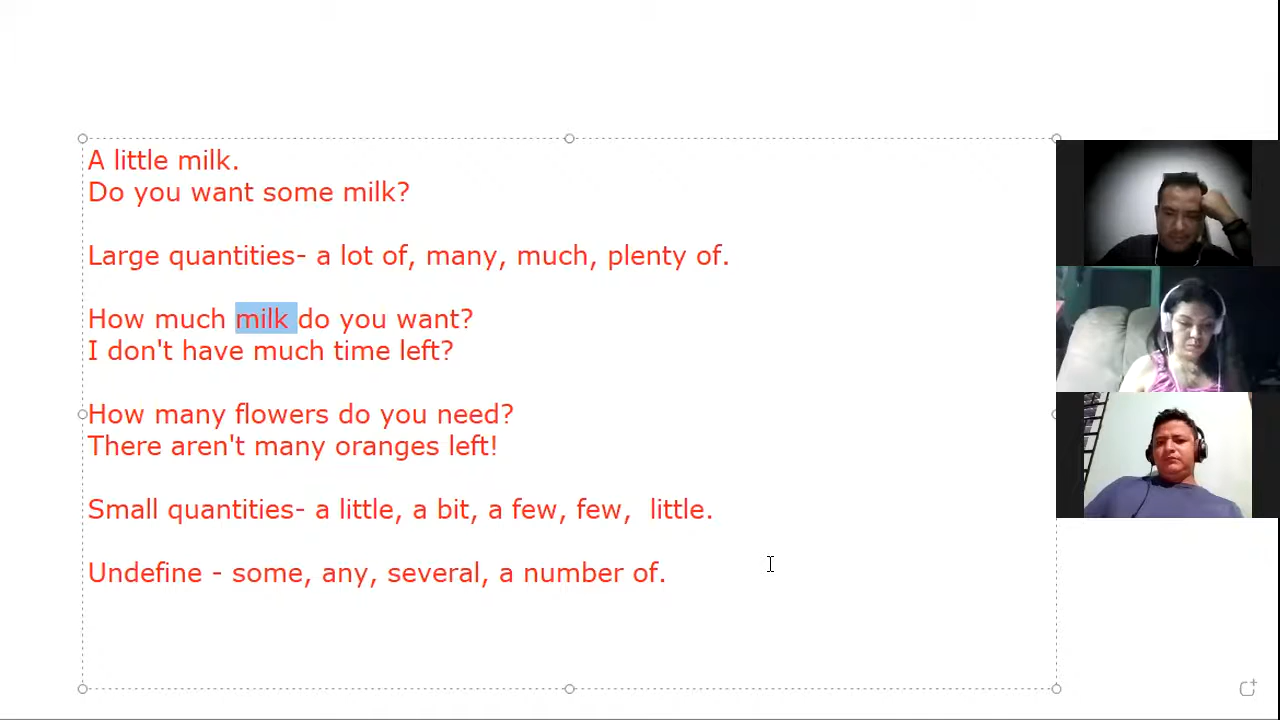 A little milk.
Do you want some milk?
Large quantities- a lot of, many, much, plenty of.
How much milk do you want?
I don't have much time left?
How many flowers do you need?
There aren't many oranges left!
Small quantities- a little, a bit, a few, few,  little.
Undefine - some, any, several, a number of.